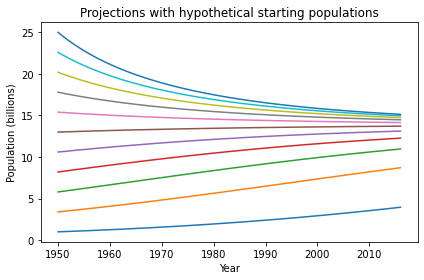 Projections with hypothetical starting populations
Population (billions)
25
20
15
10
5
0
1950 1960 1970 1980 1990 2000 2010
Year